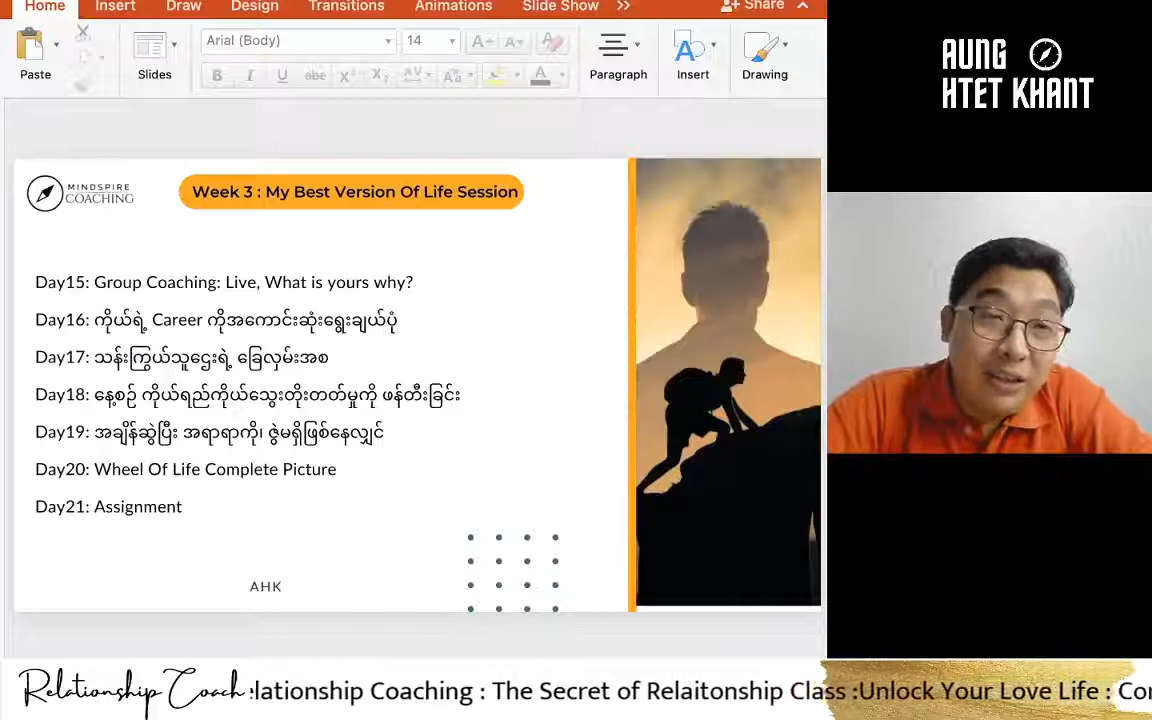 Home Insert Draw Design Transitions Animations Slide Show Share
Arial (Body) 14
Paste Slides Paragraph Insert Drawing
AUNG
HTET KHANT
MINDSPIRE
COACHING
Week 3 : My Best Version Of Life Session
Day15: Group Coaching: Live, What is yours why?
Day16: ကိုယ်ရဲ့ Career ကိုအကောင်းဆုံးရွေးချယ်ပုံ
Day17: သန်းကြွယ်သူဌေးရဲ့ ခြေလှမ်းအစ
Day18: နေ့စဉ် ကိုယ်ရည်ကိုယ်သွေးတိုးတတ်မှုကို ဖန်တီးခြင်း
Day19: အချိန်ဆွဲပြီး အရာရာကို၊ ဇွဲမရှိဖြစ်နေလျှင်
Day20: Wheel Of Life Complete Picture
Day21: Assignment
AHK
Relationship Coach
lationship Coaching : The Secret of Relaitonship Class :Unlock Your Love Life : Co